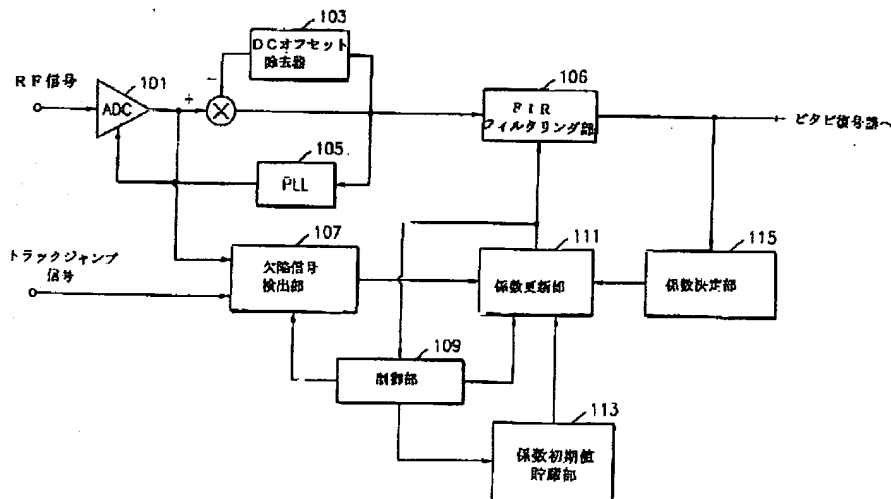 103
DCオフセット
除去器
RF信号
101
ADC
+
−
106
FIR
フィルタリング部
ビタビ復号器へ
105
PLL
107
111
115
トラックジャンプ
信号
欠陥信号
検出部
係数更新部
係数決定部
109
制御部
113
係数初期値
貯蔵部